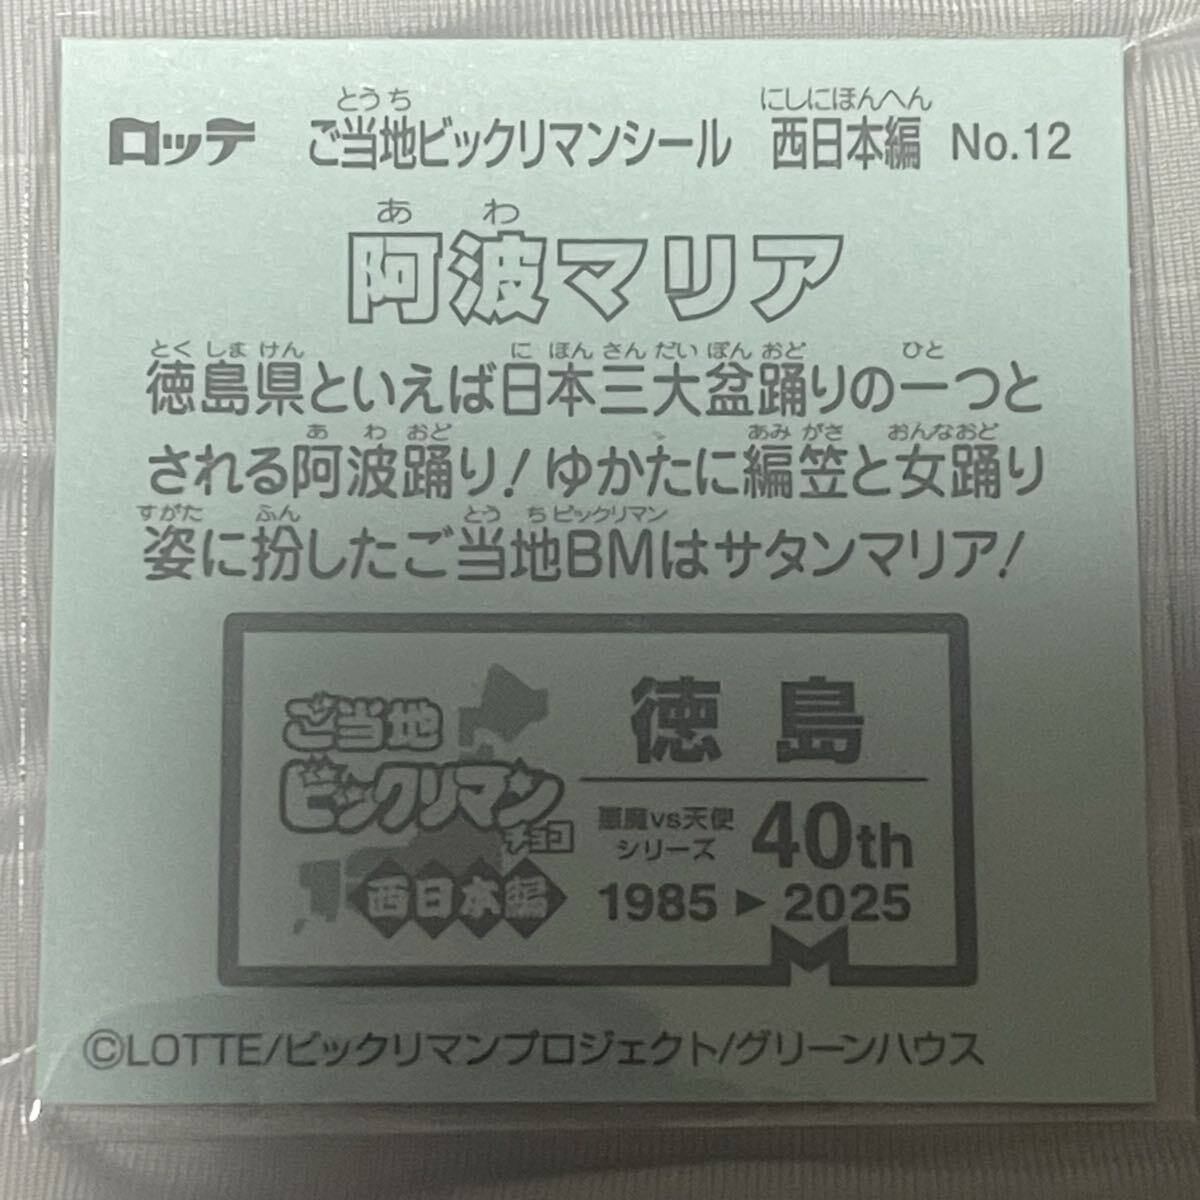 ロッテ ご当地ビックリマンシール 西日本編 No.12
とうち にしにほんへん
あわ
阿波マリア
とくしまけん にほんさんだいぼんおど ひと
徳島県といえば日本三大盆踊りの一つと
あわおど あみがさ おんなおど
される阿波踊り!ゆかたに編笠と女踊り
すがた ふん とうちビックリマン
姿に扮したご当地BMはサタンマリア!
ご当地
ビックリマン
チョコ
西日本編
徳島
悪魔vs天使
シリーズ
40th
1985▶2025
©LOTTE/ビックリマンプロジェクト/グリーンハウス